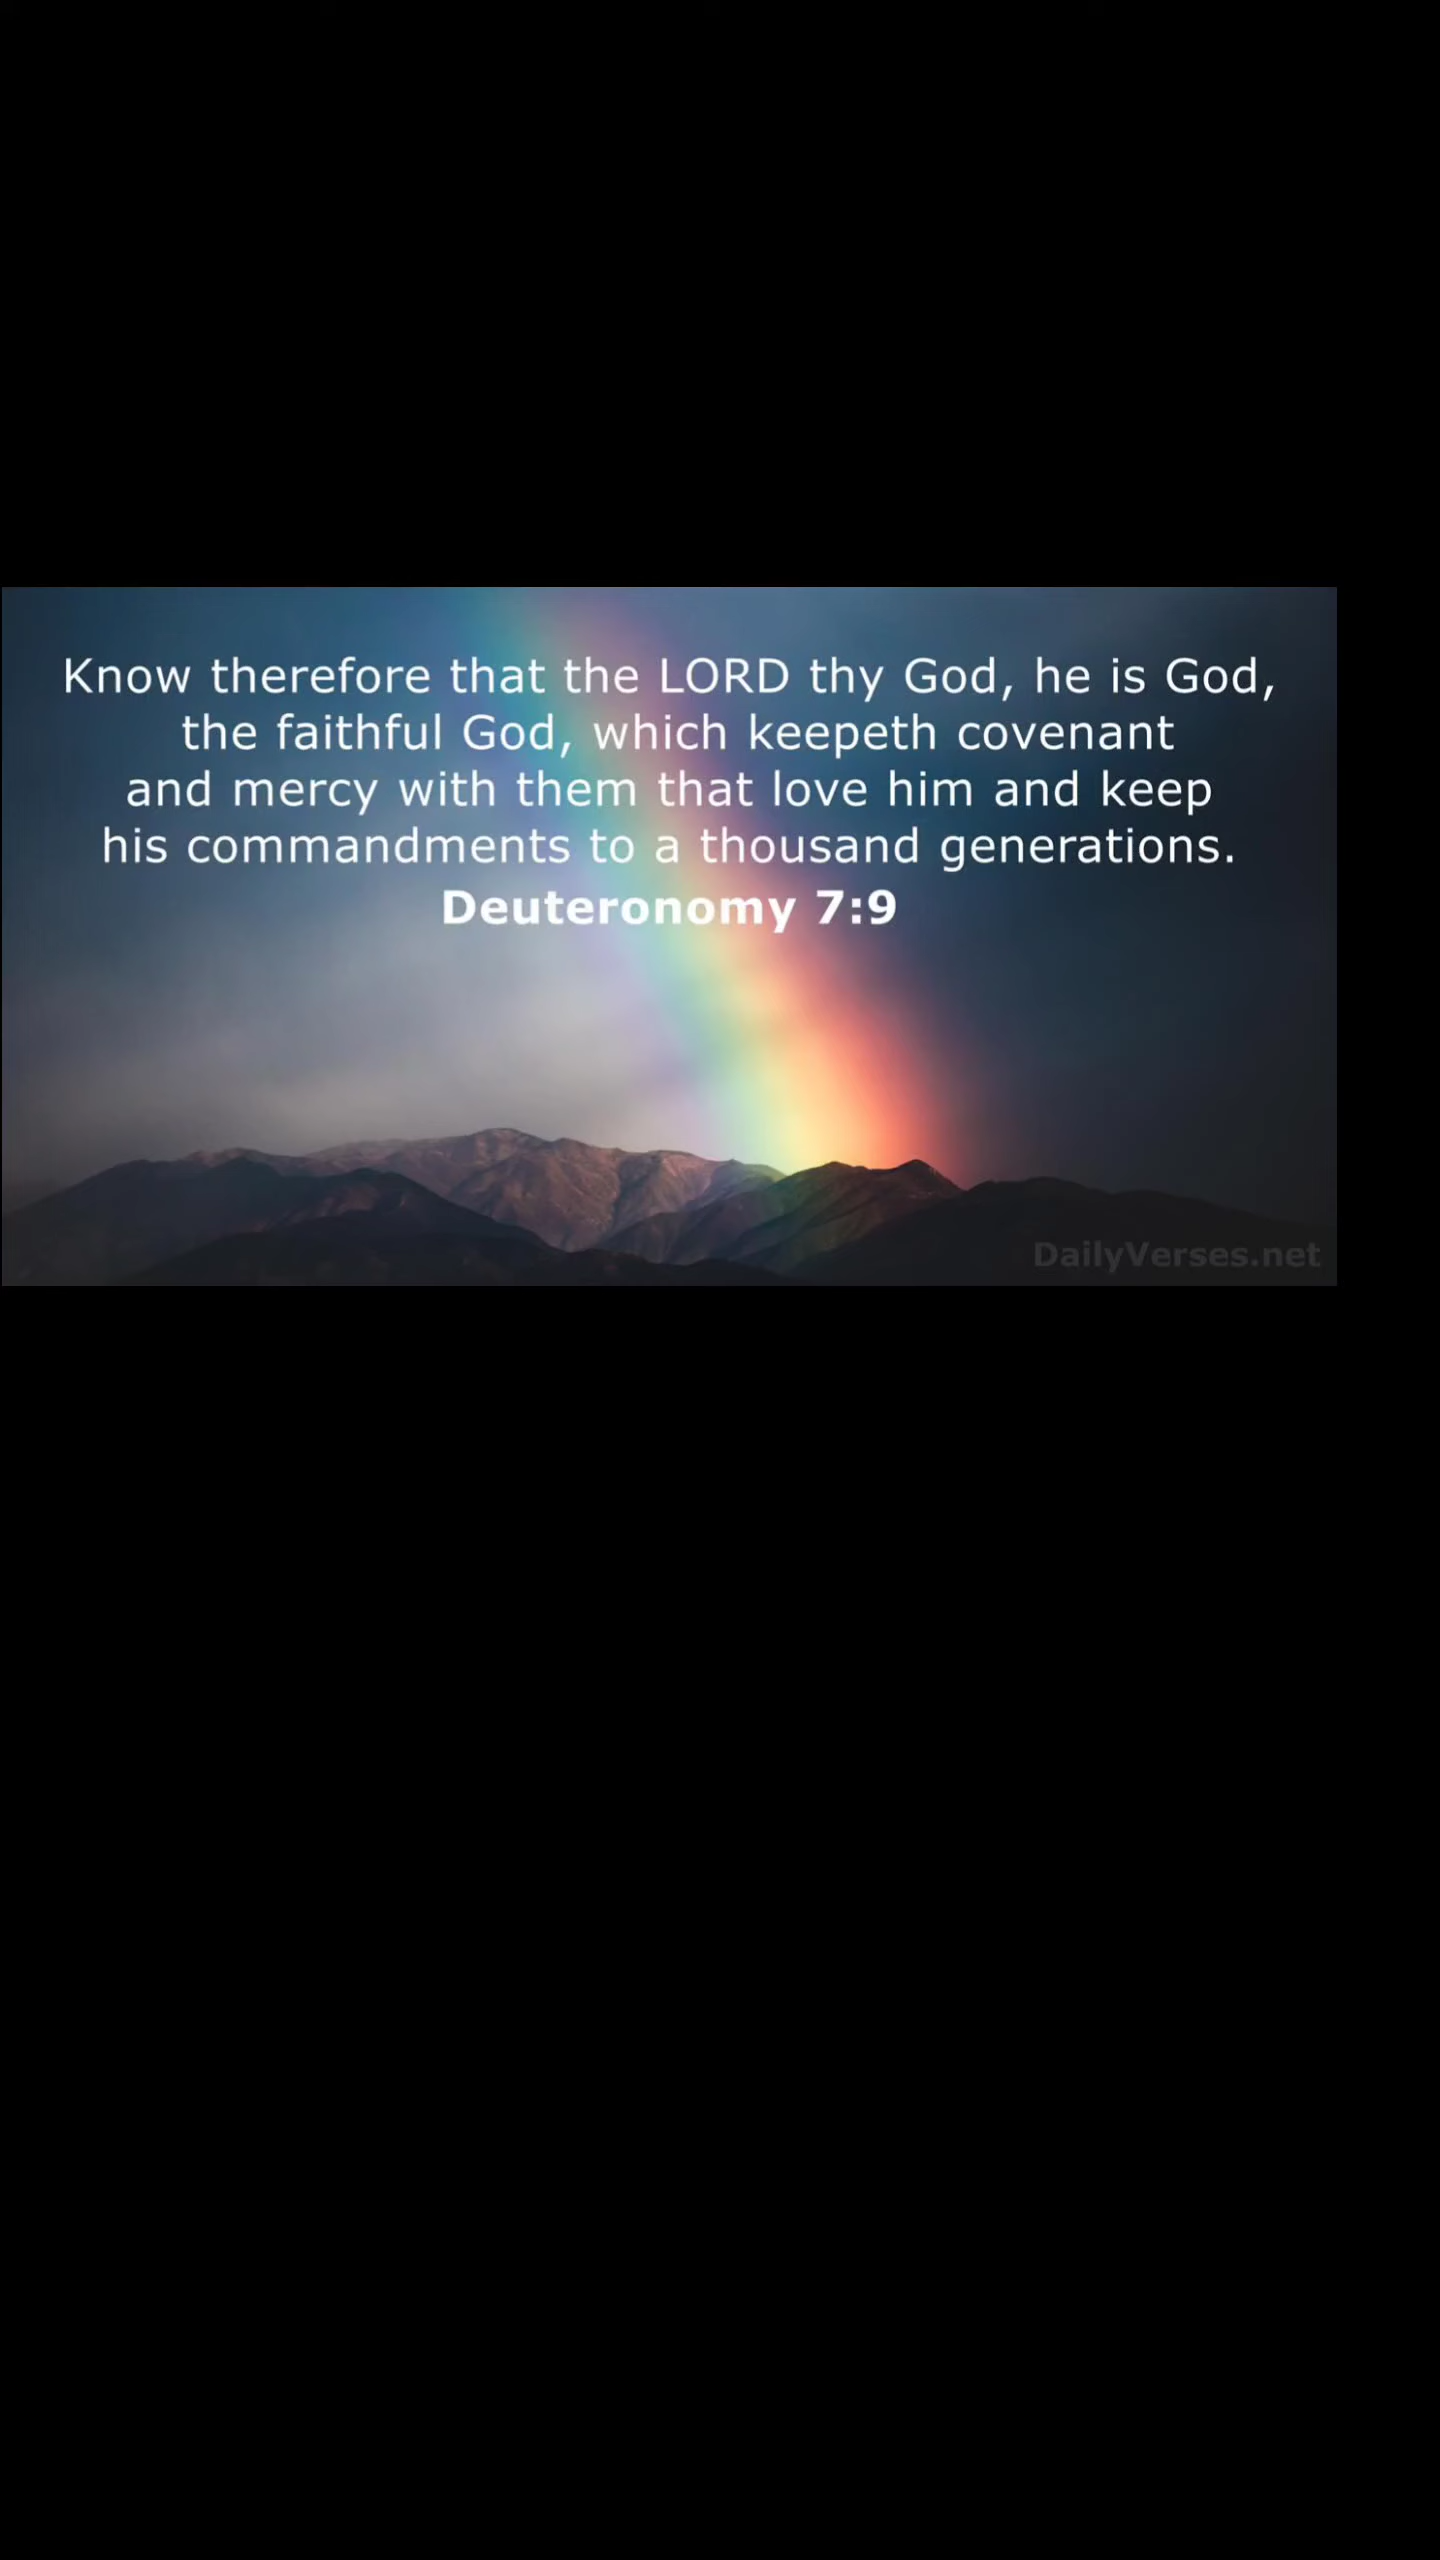 Know therefore that the LORD thy God, he is God,
the faithful God, which keepeth covenant
and mercy with them that love him and keep
his commandments to a thousand generations.
Deuteronomy 7:9
DailyVerses.net